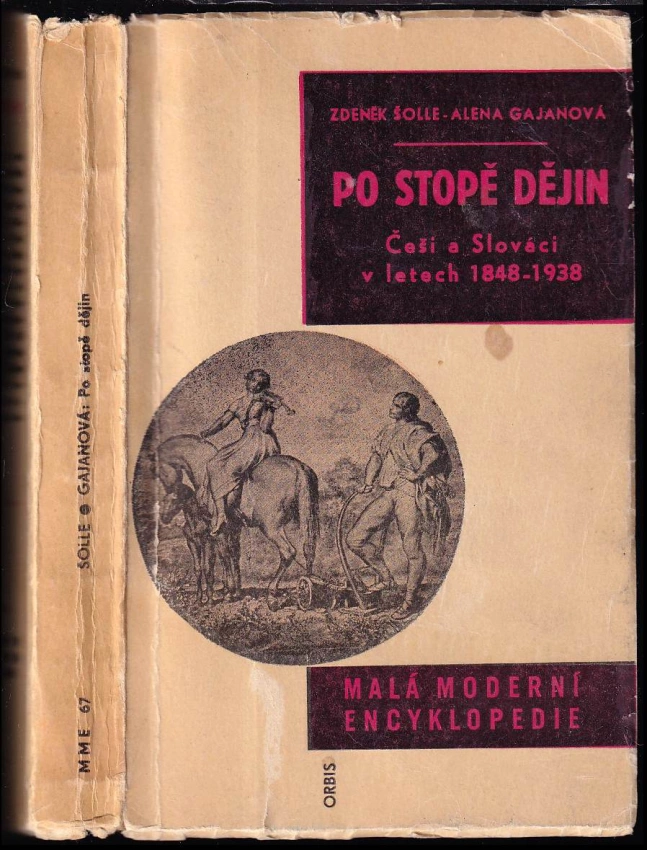 ZDENĚK ŠOLLE-ALENA GAJANOVÁ
PO STOPĚ DĚJIN
Češi a Slováci
v letech 1848-1938
MALÁ MODERNÍ
ENCYKLOPEDIE
ORBIS
MME 67
ŠOLLE ● GAJANOVÁ: Po stopě dějin